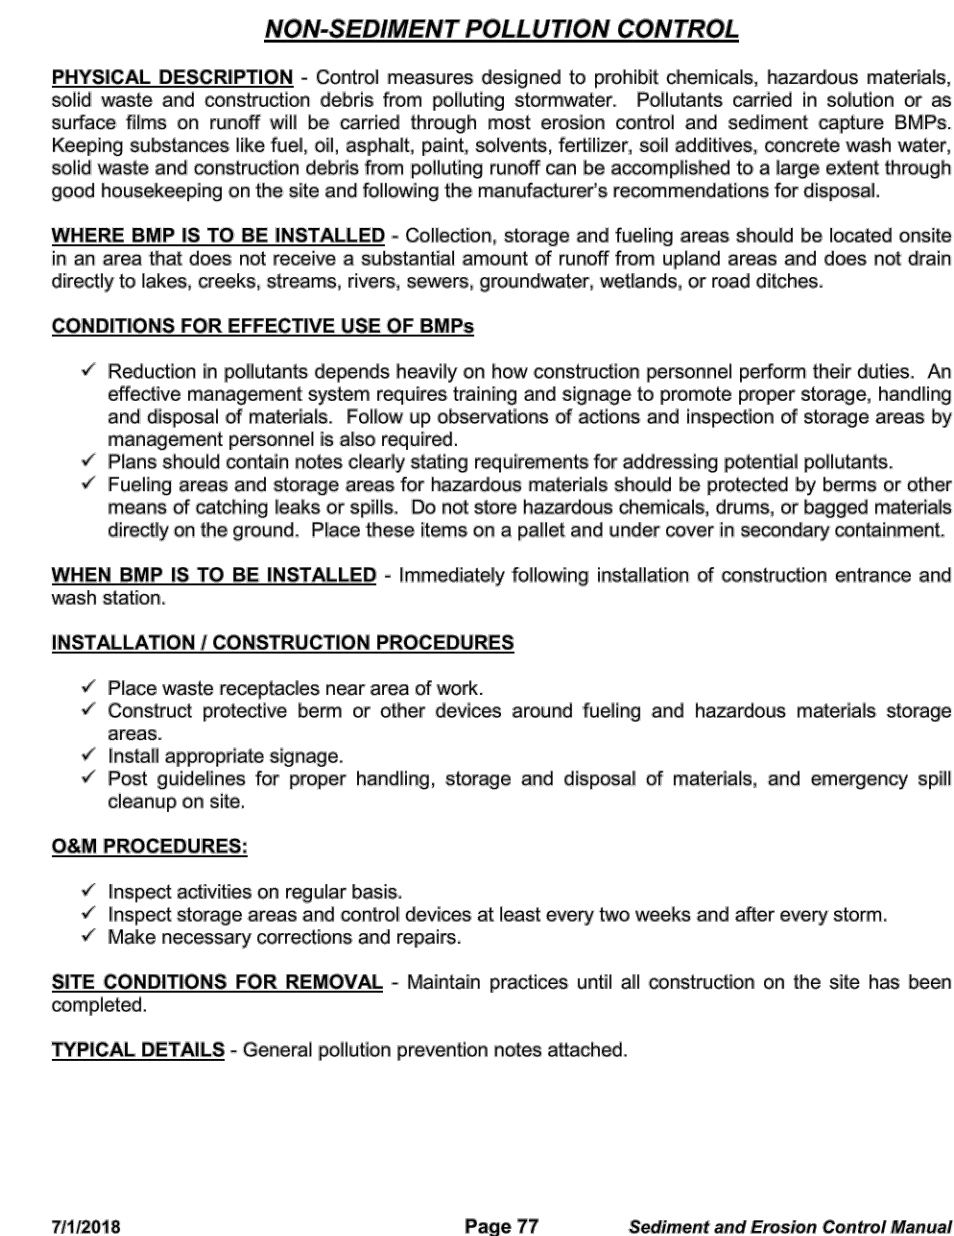 NON-SEDIMENT POLLUTION CONTROL
PHYSICAL DESCRIPTION - Control measures designed to prohibit chemicals, hazardous materials,
solid waste and construction debris from polluting stormwater. Pollutants carried in solution or as
surface films on runoff will be carried through most erosion control and sediment capture BMPs.
Keeping substances like fuel, oil, asphalt, paint, solvents, fertilizer, soil additives, concrete wash water,
solid waste and construction debris from polluting runoff can be accomplished to a large extent through
good housekeeping on the site and following the manufacturer's recommendations for disposal.
WHERE BMP IS TO BE INSTALLED - Collection, storage and fueling areas should be located onsite
in an area that does not receive a substantial amount of runoff from upland areas and does not drain
directly to lakes, creeks, streams, rivers, sewers, groundwater, wetlands, or road ditches.
CONDITIONS FOR EFFECTIVE USE OF BMPs
✓ Reduction in pollutants depends heavily on how construction personnel perform their duties. An
effective management system requires training and signage to promote proper storage, handling
and disposal of materials. Follow up observations of actions and inspection of storage areas by
management personnel is also required.
✓ Plans should contain notes clearly stating requirements for addressing potential pollutants.
✓ Fueling areas and storage areas for hazardous materials should be protected by berms or other
means of catching leaks or spills. Do not store hazardous chemicals, drums, or bagged materials
directly on the ground. Place these items on a pallet and under cover in secondary containment.
WHEN BMP IS TO BE INSTALLED - Immediately following installation of construction entrance and
wash station.
INSTALLATION / CONSTRUCTION PROCEDURES
✓ Place waste receptacles near area of work.
✓ Construct protective berm or other devices around fueling and hazardous materials storage
areas.
✓ Install appropriate signage.
✓ Post guidelines for proper handling, storage and disposal of materials, and emergency spill
cleanup on site.
O&M PROCEDURES:
✓ Inspect activities on regular basis.
✓ Inspect storage areas and control devices at least every two weeks and after every storm.
✓ Make necessary corrections and repairs.
SITE CONDITIONS FOR REMOVAL - Maintain practices until all construction on the site has been
completed.
TYPICAL DETAILS - General pollution prevention notes attached.
7/1/2018 Page 77 Sediment and Erosion Control Manual